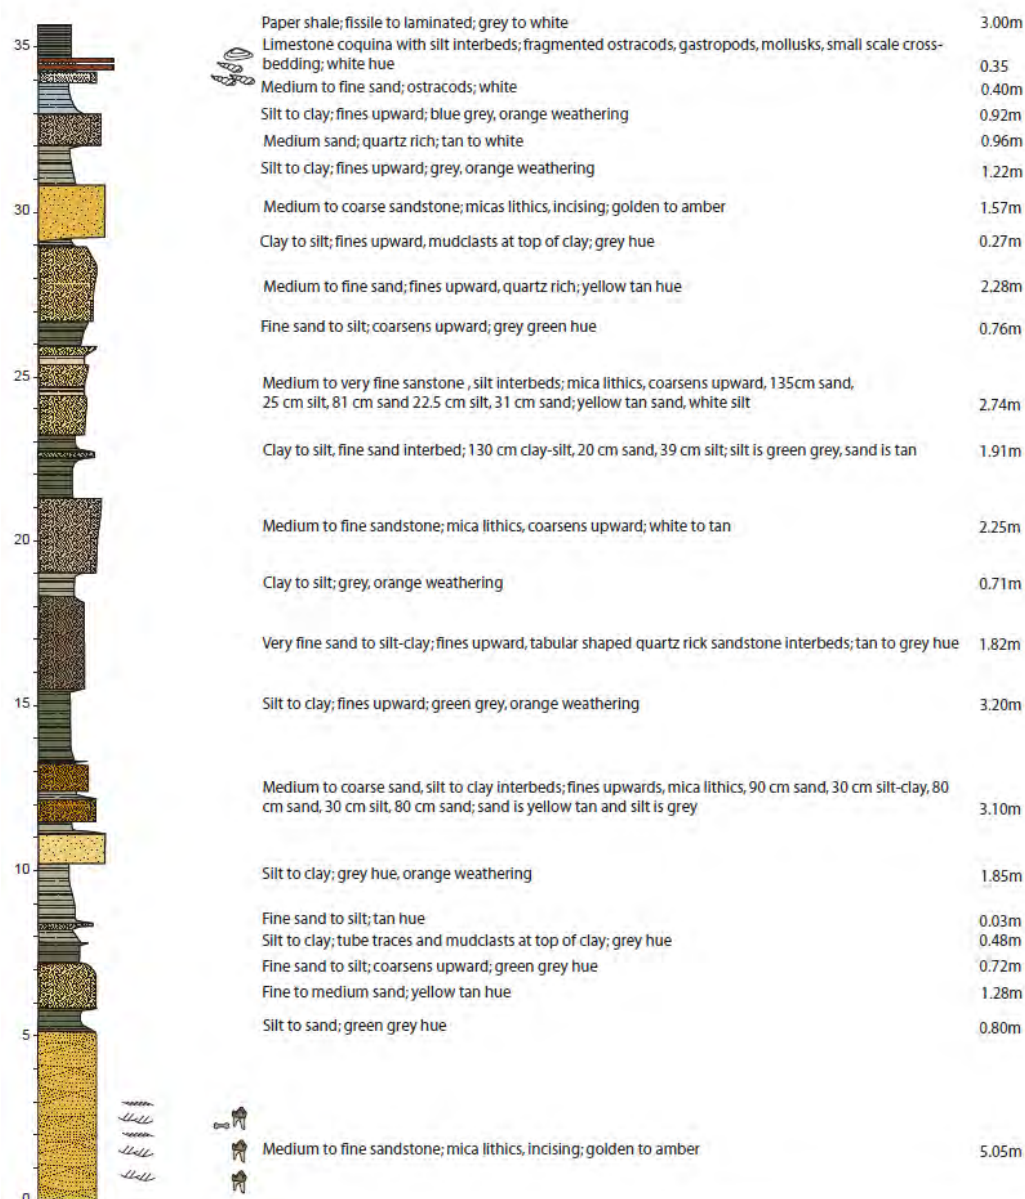 Paper shale; fissile to laminated; grey to white 3.00m
35
Limestone coquina with silt interbeds; fragmented ostracods, gastropods, mollusks, small scale cross-
bedding; white hue 0.35
Medium to fine sand; ostracods; white 0.40m
Silt to clay; fines upward; blue grey, orange weathering 0.92m
Medium sand; quartz rich; tan to white 0.96m
Silt to clay; fines upward; grey, orange weathering 1.22m
30
Medium to coarse sandstone; micas lithics, incising; golden to amber 1.57m
Clay to silt; fines upward, mudclasts at top of clay; grey hue 0.27m
Medium to fine sand; fines upward, quartz rich; yellow tan hue 2.28m
Fine sand to silt; coarsens upward; grey green hue 0.76m
25
Medium to very fine sanstone , silt interbeds; mica lithics, coarsens upward, 135cm sand,
25 cm silt, 81 cm sand 22.5 cm silt, 31 cm sand; yellow tan sand, white silt 2.74m
Clay to silt, fine sand interbed; 130 cm clay-silt, 20 cm sand, 39 cm silt; silt is green grey, sand is tan 1.91m
20
Medium to fine sandstone; mica lithics, coarsens upward; white to tan 2.25m
Clay to silt; grey, orange weathering 0.71m
Very fine sand to silt-clay; fines upward, tabular shaped quartz rick sandstone interbeds; tan to grey hue 1.82m
15
Silt to clay; fines upward; green grey, orange weathering 3.20m
Medium to coarse sand, silt to clay interbeds; fines upwards, mica lithics, 90 cm sand, 30 cm silt-clay, 80
cm sand, 30 cm silt, 80 cm sand; sand is yellow tan and silt is grey 3.10m
10
Silt to clay; grey hue, orange weathering 1.85m
Fine sand to silt; tan hue 0.03m
Silt to clay; tube traces and mudclasts at top of clay; grey hue 0.48m
Fine sand to silt; coarsens upward; green grey hue 0.72m
Fine to medium sand; yellow tan hue 1.28m
Silt to sand; green grey hue 0.80m
5
Medium to fine sandstone; mica lithics, incising; golden to amber 5.05m
0